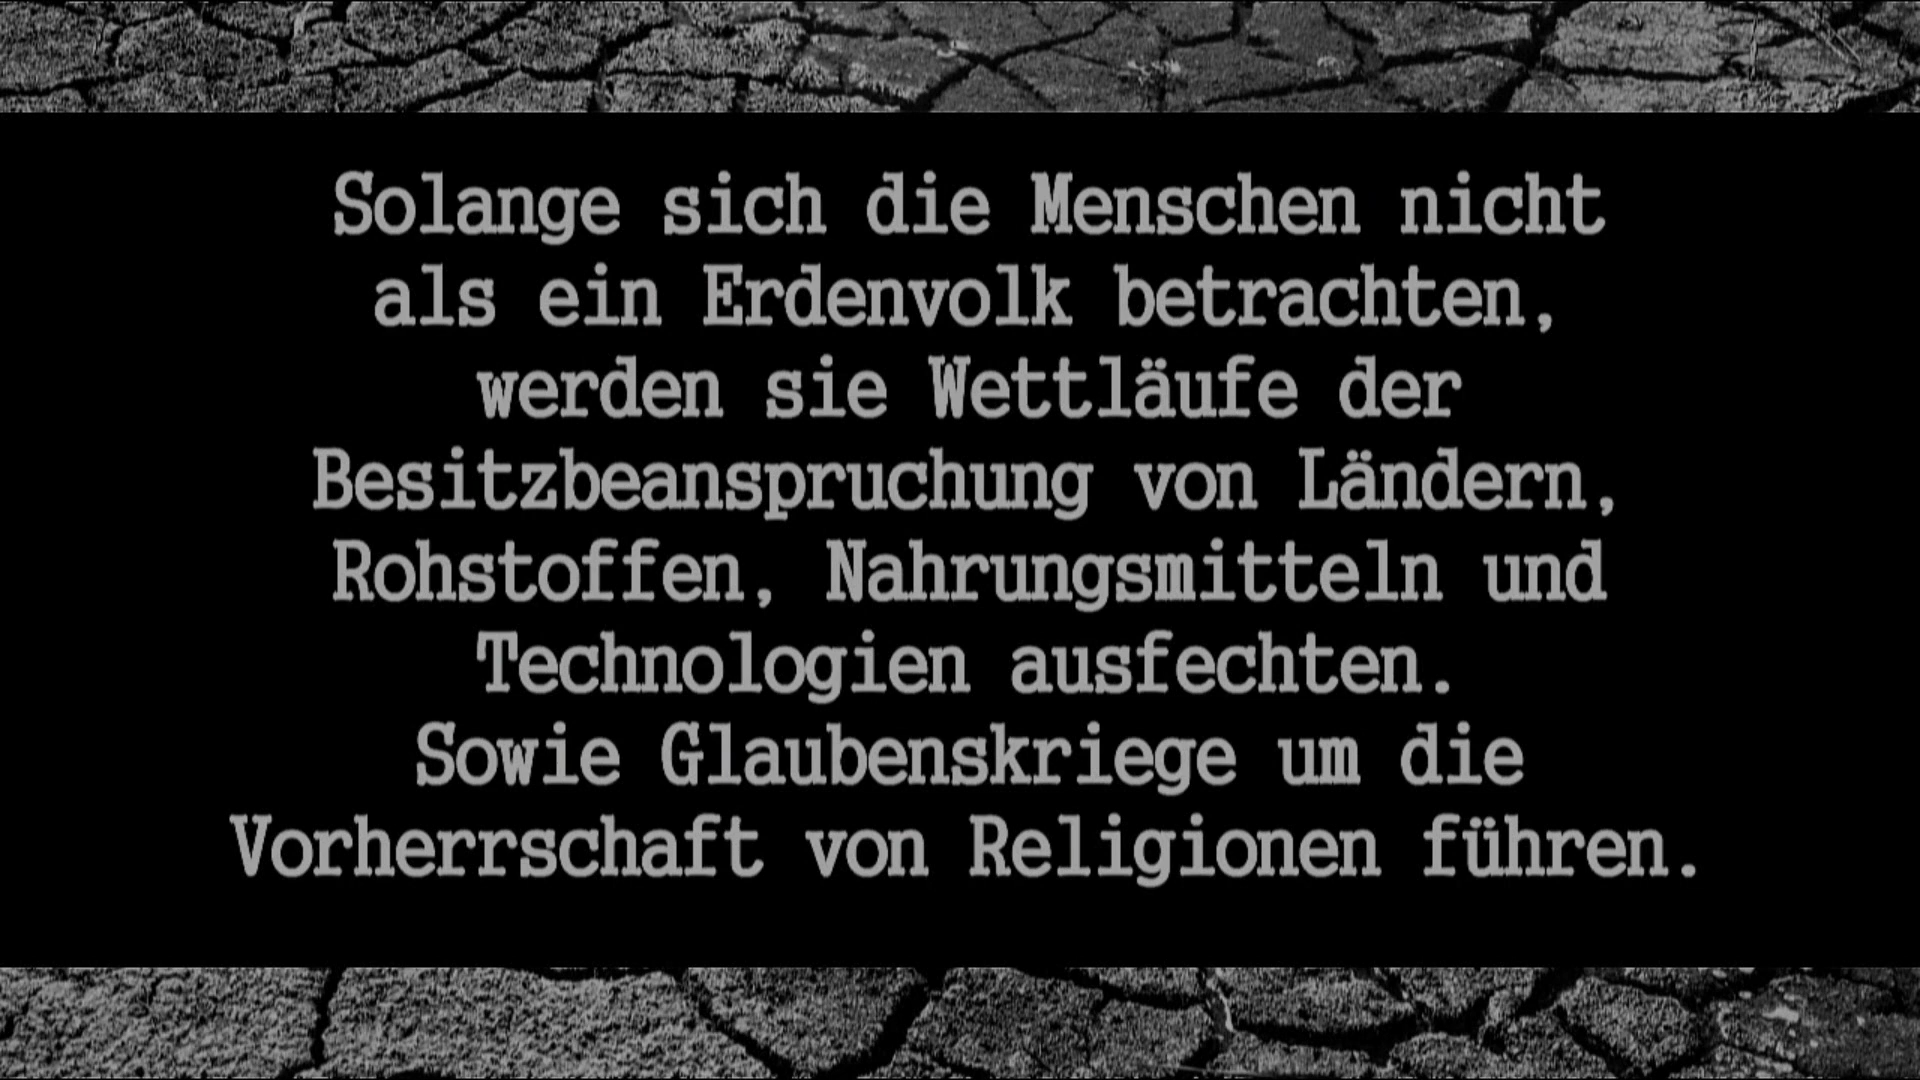 Solange sich die Menschen nicht
als ein Erdenvolk betrachten,
werden sie Wettläufe der
Besitzbeanspruchung von Ländern,
Rohstoffen, Nahrungsmitteln und
Technologien ausfechten.
Sowie Glaubenskriege um die
Vorherrschaft von Religionen führen.